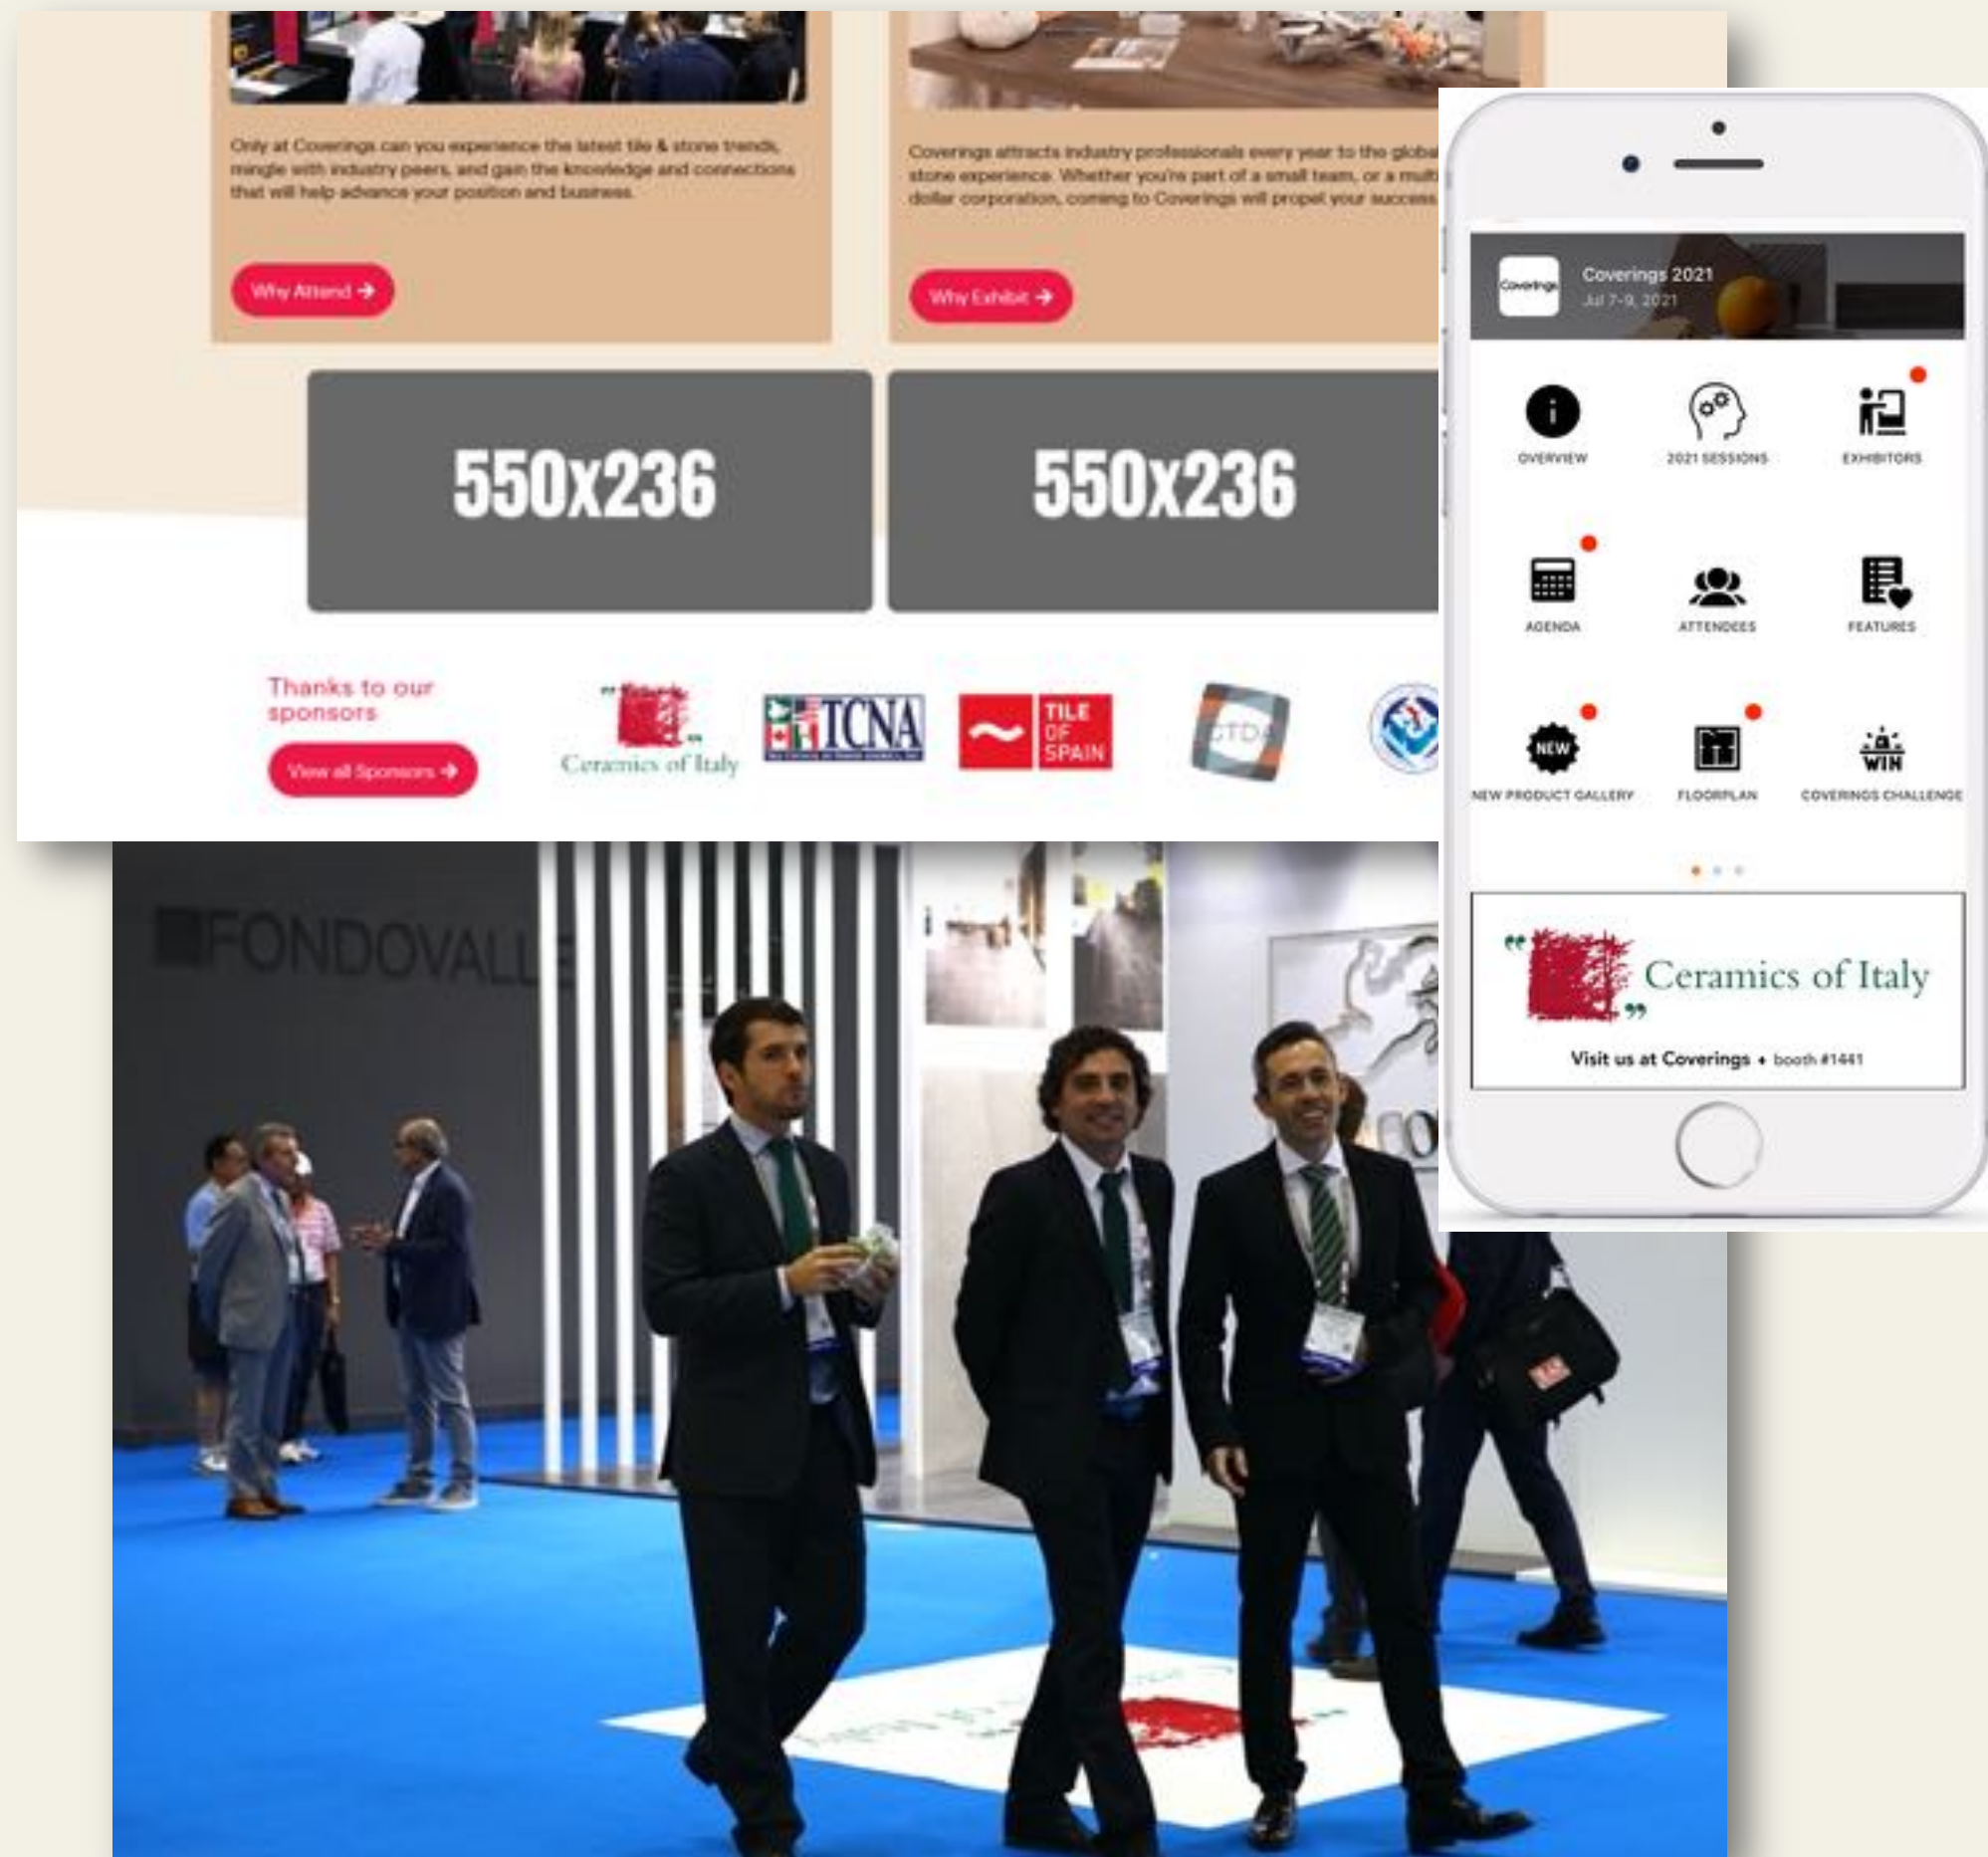 Only at Coverings can you experience the latest tile & stone trends,
mingle with industry peers, and gain the knowledge and connections
that will help advance your position and business.
Why Attend →
Coverings attracts industry professionals every year to the global
stone experience. Whether you're part of a small team, or a multi
dollar corporation, coming to Coverings will propel your success
Why Exhibit →
550x236
550x236
Thanks to our
sponsors
View all Sponsors →
Ceramics of Italy
TCNA
TILE
OF
SPAIN
CTDA
Coverings
Coverings 2021
Jul 7-9, 2021
OVERVIEW
2021 SESSIONS
EXHIBITORS
AGENDA
ATTENDEES
FEATURES
NEW
WIN
NEW PRODUCT GALLERY
FLOORPLAN
COVERINGS CHALLENGE
Ceramics of Italy
Visit us at Coverings + booth #1441
FONDOVALLE